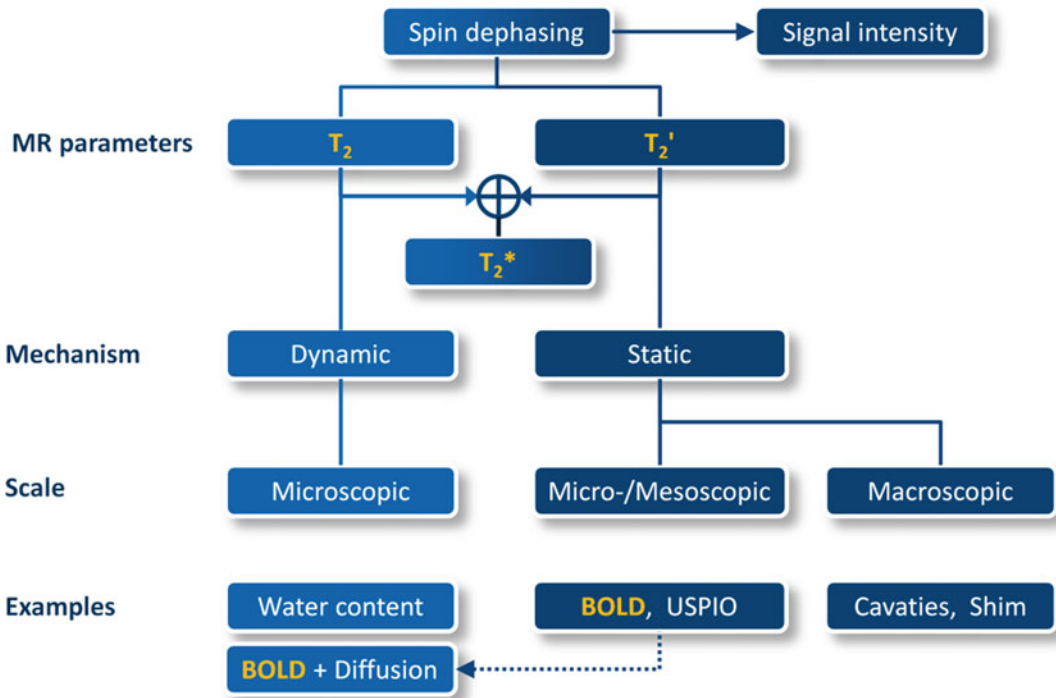 Spin dephasing
Signal intensity
MR parameters
T₂
T₂'
T₂*
Mechanism
Dynamic
Static
Scale
Microscopic
Micro-/Mesoscopic
Macroscopic
Examples
Water content
BOLD, USPIO
Cavaties, Shim
BOLD + Diffusion